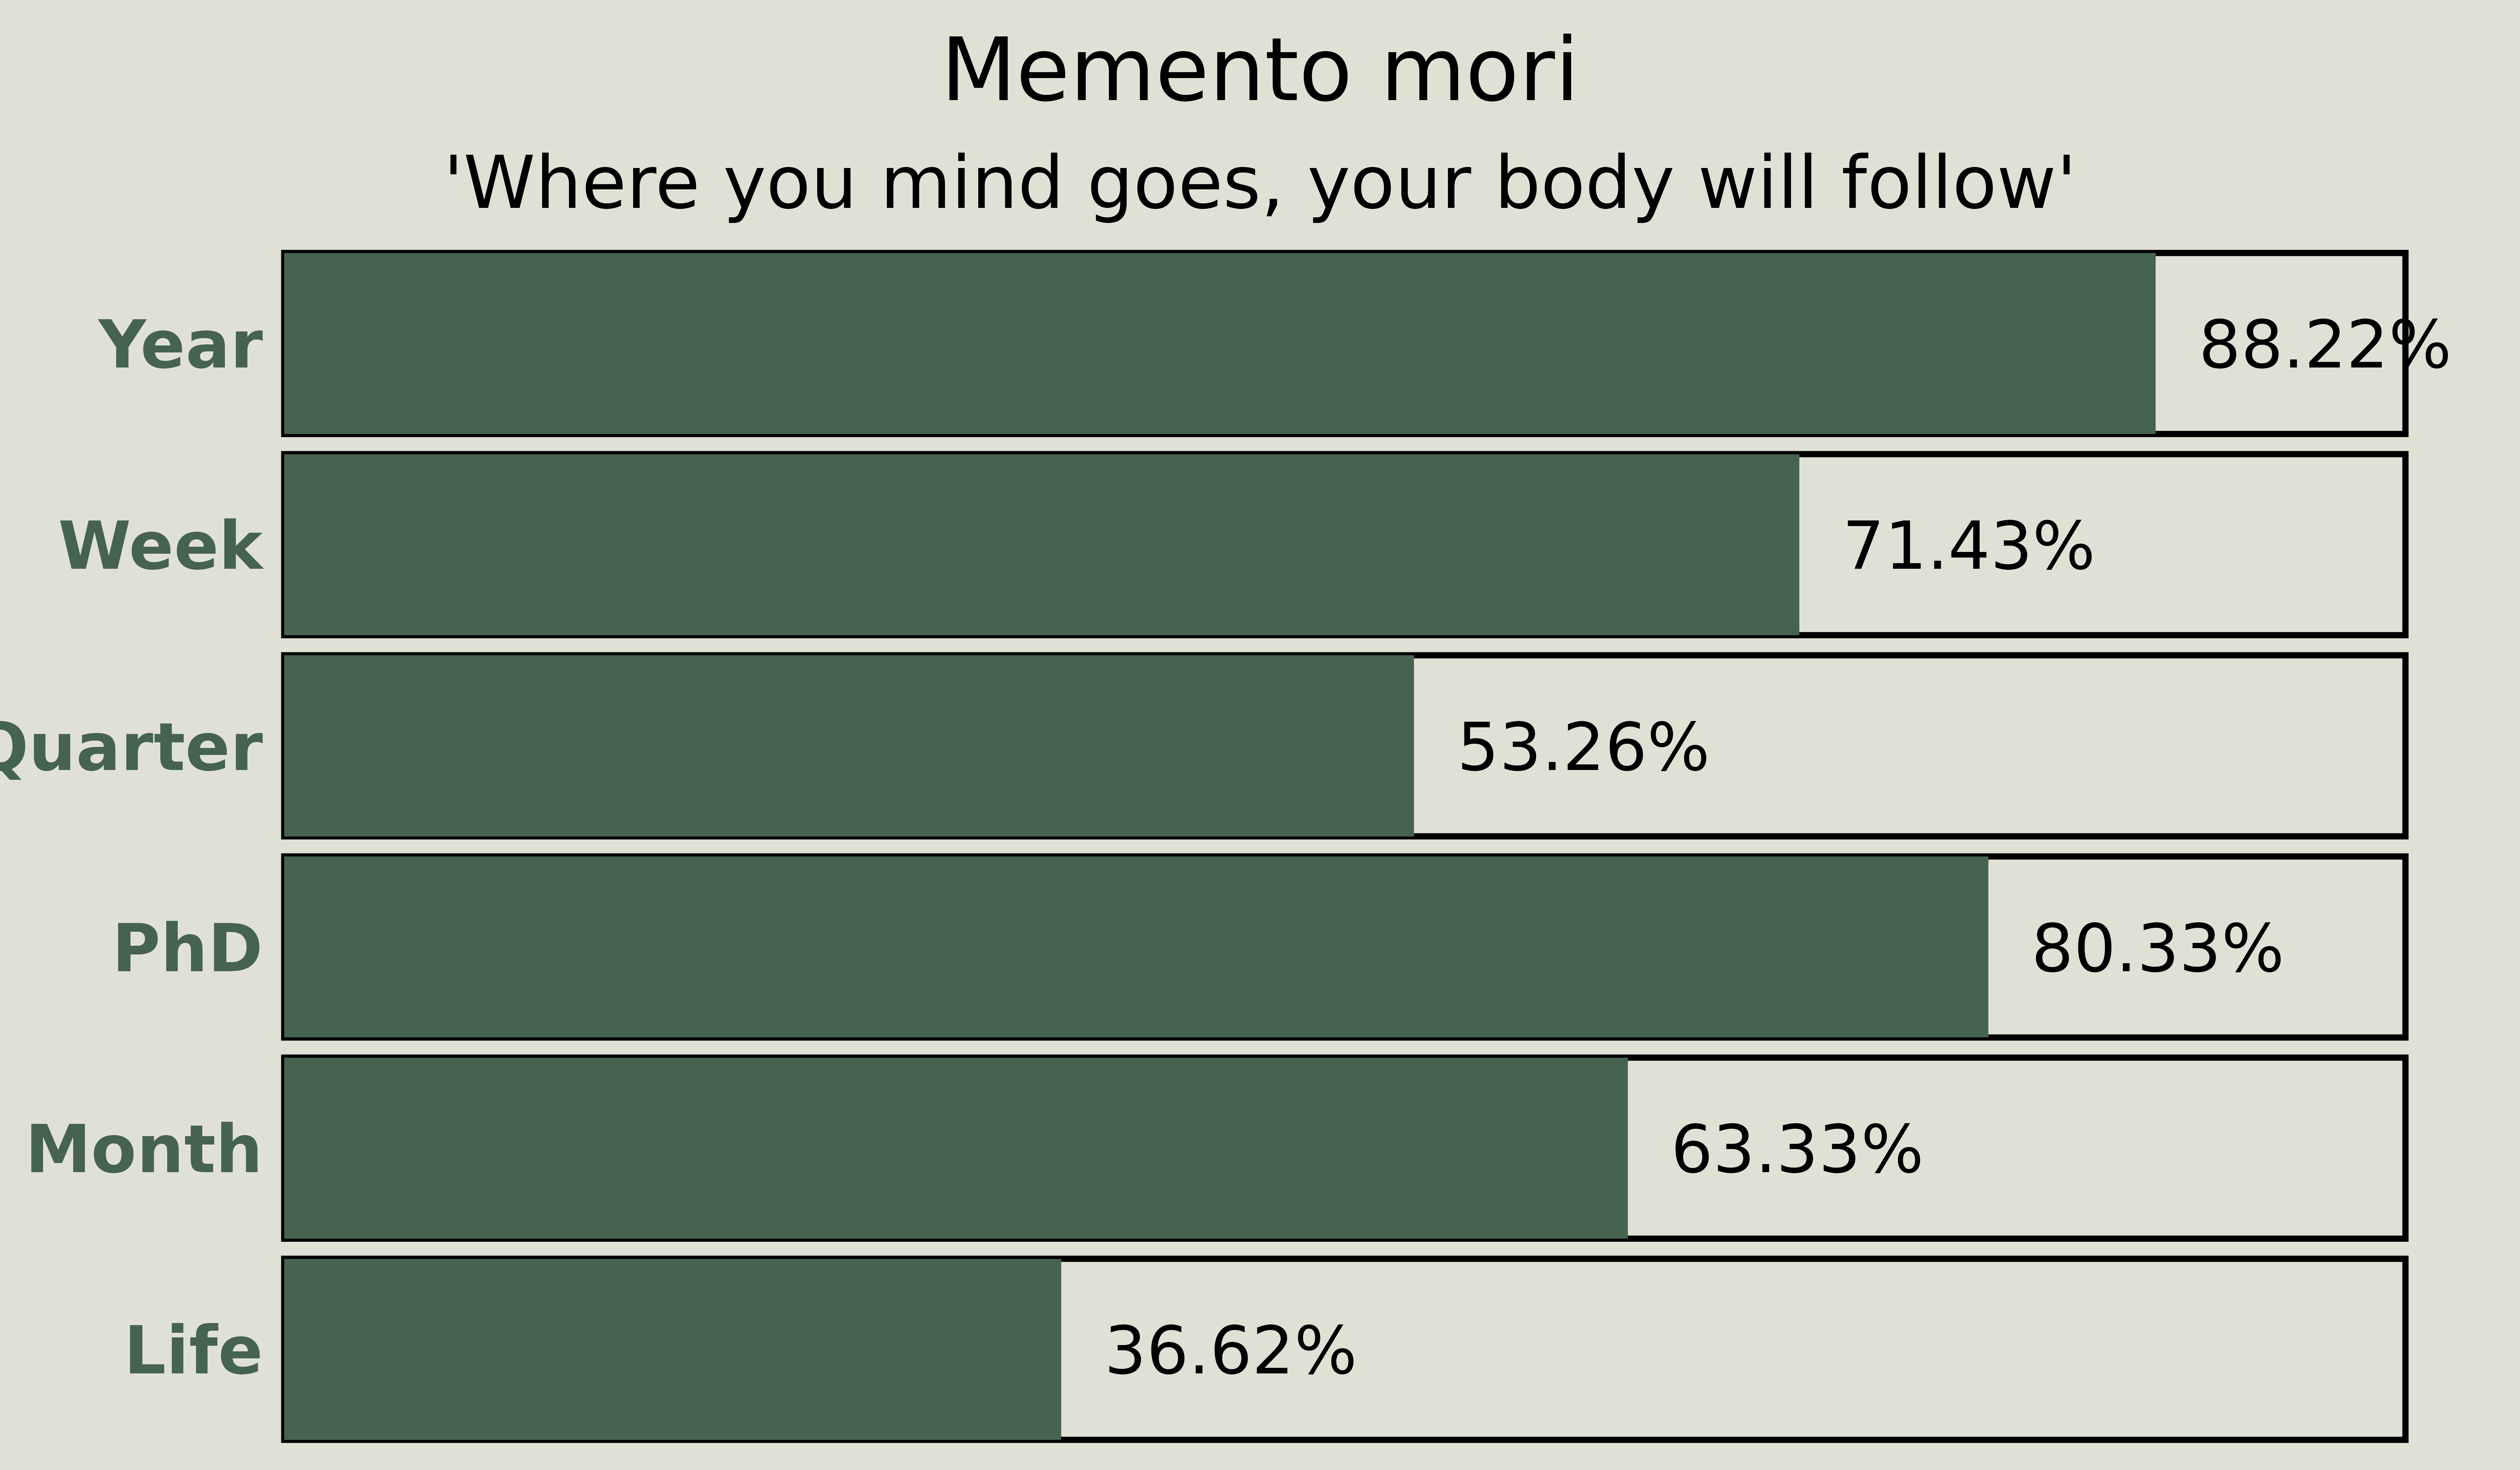 Memento mori
'Where you mind goes, your body will follow'
Year 88.22%
Week 71.43%
Quarter 53.26%
PhD 80.33%
Month 63.33%
Life 36.62%